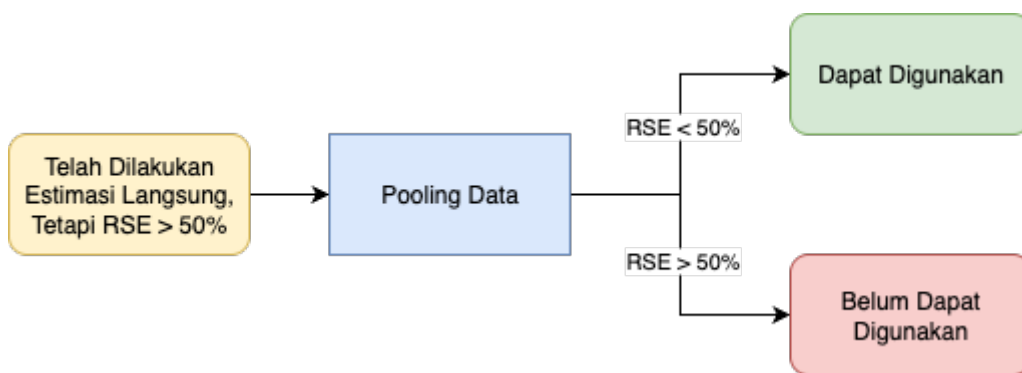 Telah Dilakukan
Estimasi Langsung,
Tetapi RSE > 50%
Pooling Data
RSE < 50%
Dapat Digunakan
RSE > 50%
Belum Dapat
Digunakan